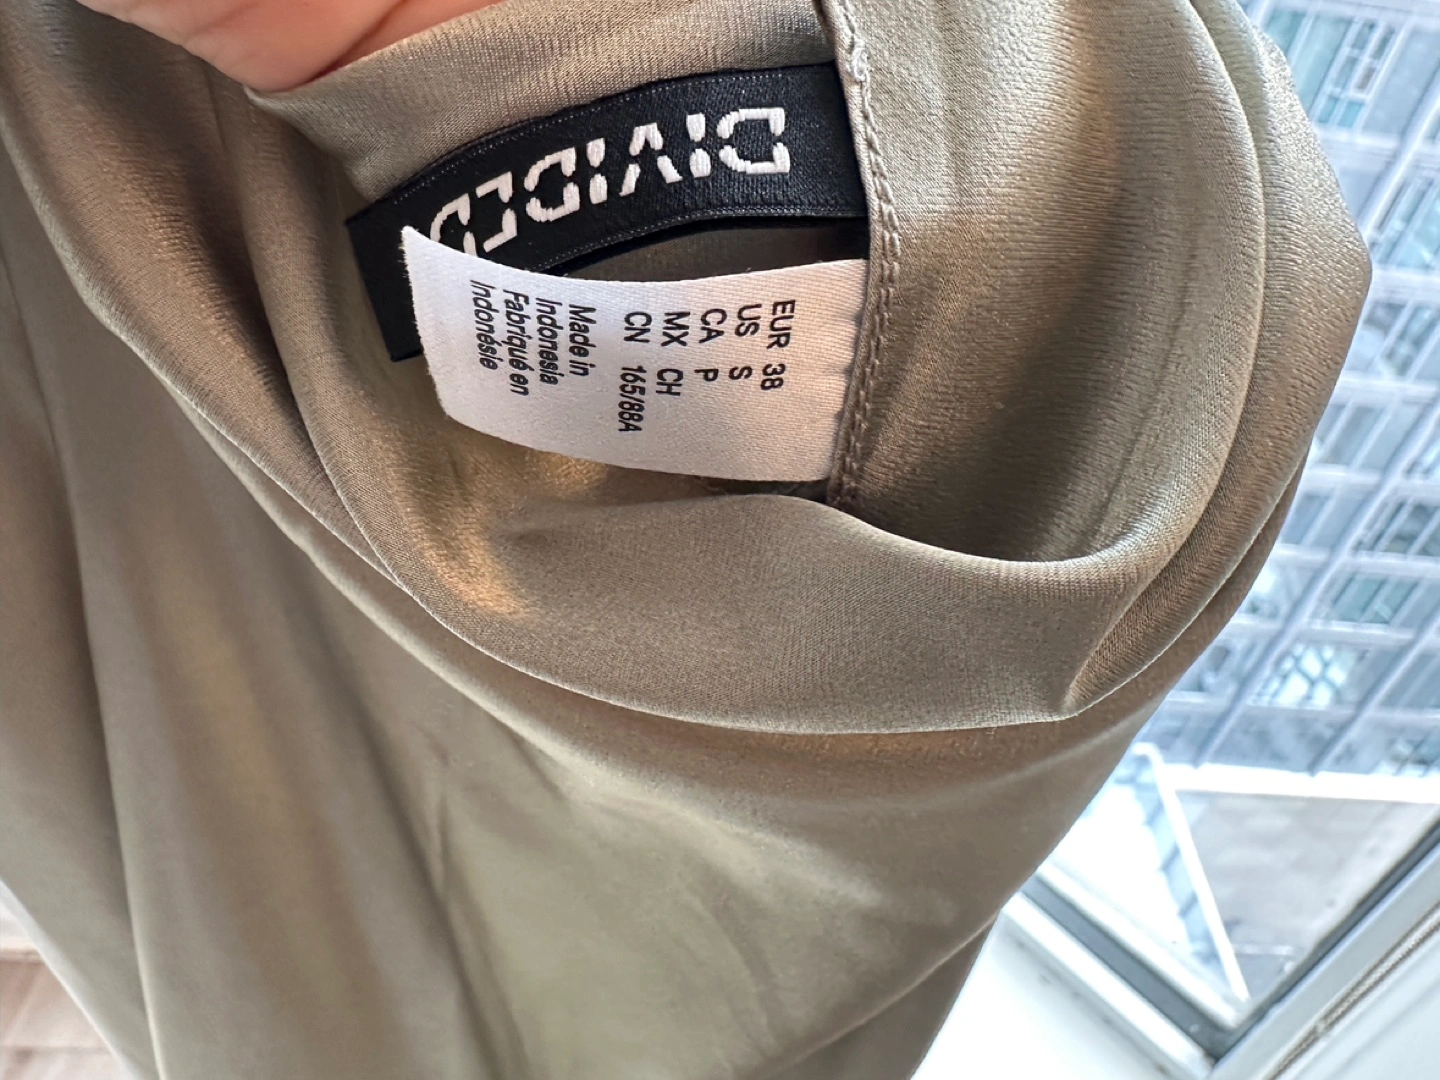 DIVIDED
EUR 38
US S
CA P
MX CH
CN 165/88A
Made in
Indonesia
Fabriqué en
Indonésie